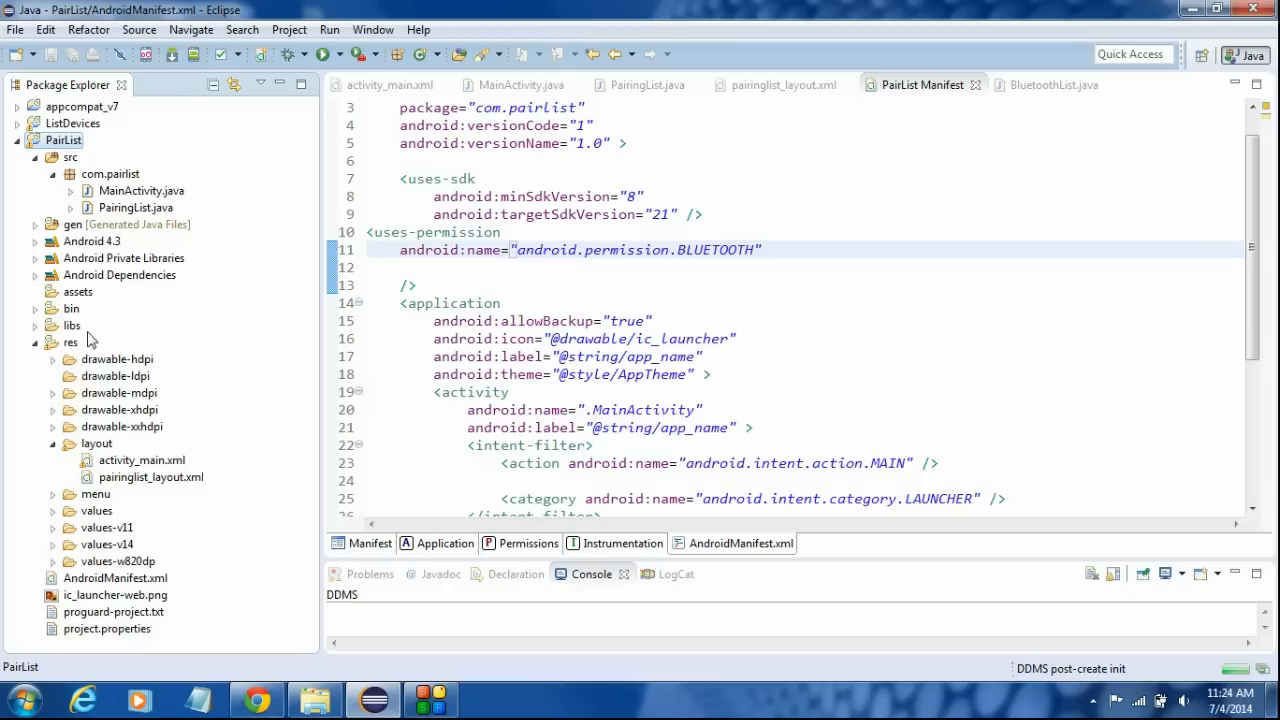 Java - PairList/AndroidManifest.xml - Eclipse
File Edit Refactor Source Navigate Search Project Run Window Help
Quick Access
Java
Package Explorer
activity_main.xml
MainActivity.java
PairingList.java
pairinglist_layout.xml
PairList Manifest
BluetoothList.java
appcompat_v7
ListDevices
PairList
src
com.pairlist
MainActivity.java
PairingList.java
gen [Generated Java Files]
Android 4.3
Android Private Libraries
Android Dependencies
assets
bin
libs
res
drawable-hdpi
drawable-ldpi
drawable-mdpi
drawable-xhdpi
drawable-xxhdpi
layout
activity_main.xml
pairinglist_layout.xml
menu
values
values-v11
values-v14
values-w820dp
AndroidManifest.xml
ic_launcher-web.png
proguard-project.txt
project.properties
3 package="com.pairlist"
4 android:versionCode="1"
5 android:versionName="1.0" >
6
7 <uses-sdk
8 android:minSdkVersion="8"
9 android:targetSdkVersion="21" />
10 <uses-permission
11 android:name="android.permission.BLUETOOTH"
12
13 />
14 <application
15 android:allowBackup="true"
16 android:icon="@drawable/ic_launcher"
17 android:label="@string/app_name"
18 android:theme="@style/AppTheme" >
19 <activity
20 android:name=".MainActivity"
21 android:label="@string/app_name" >
22 <intent-filter>
23 <action android:name="android.intent.action.MAIN" />
24
25 <category android:name="android.intent.category.LAUNCHER" />
26 </intent-filter>
Manifest Application Permissions Instrumentation AndroidManifest.xml
Problems Javadoc Declaration Console LogCat
DDMS
PairList
DDMS post-create init
11:24 AM
7/4/2014